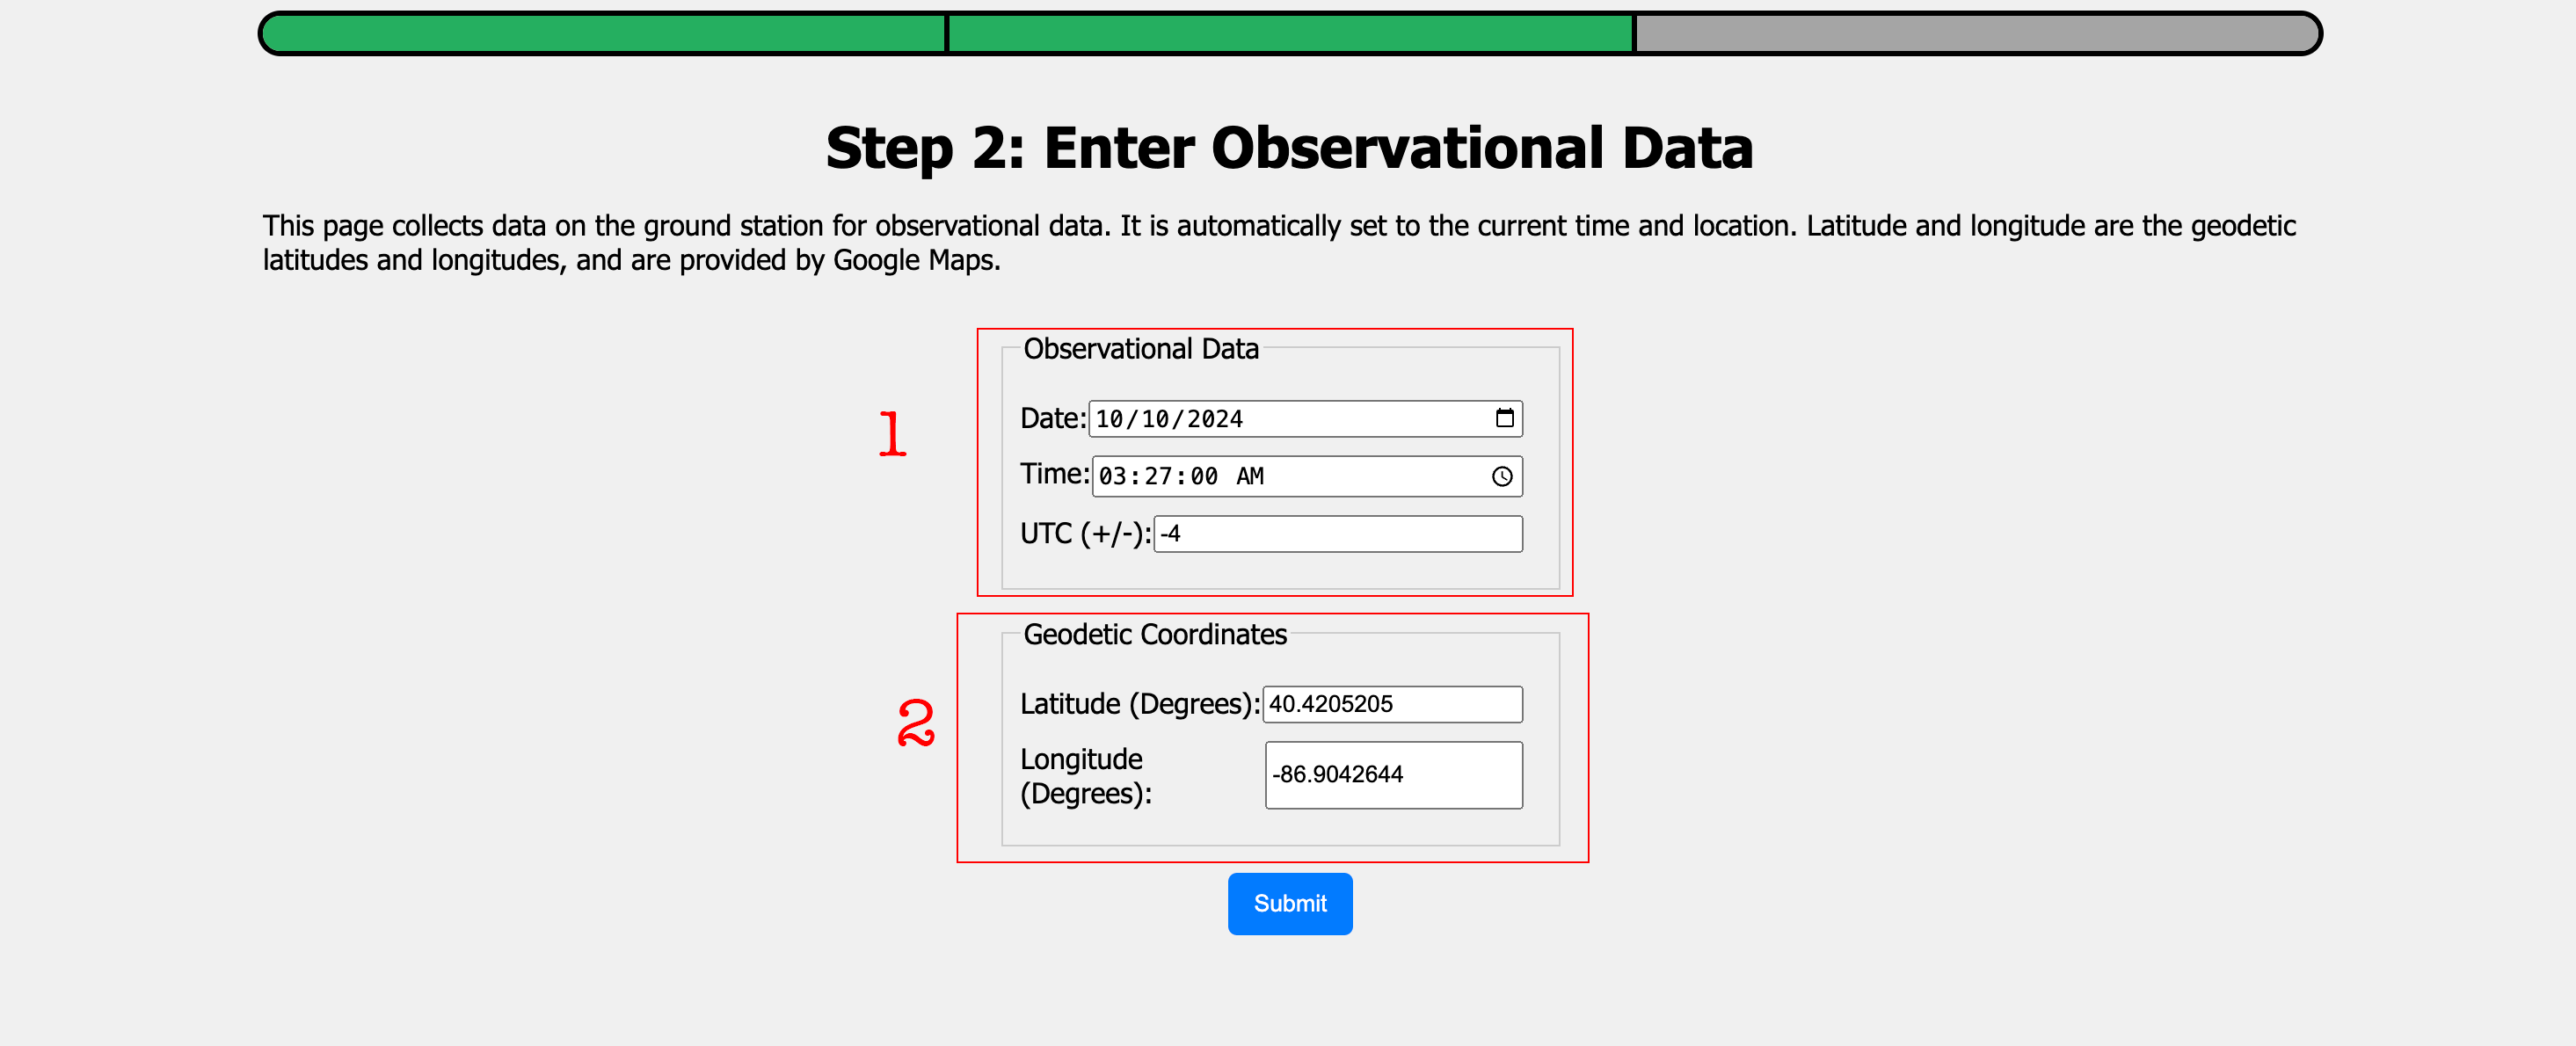 Step 2: Enter Observational Data
This page collects data on the ground station for observational data. It is automatically set to the current time and location. Latitude and longitude are the geodetic
latitudes and longitudes, and are provided by Google Maps.
1
Observational Data
Date: 10/10/2024
Time: 03:27:00 AM
UTC (+/-): -4
2
Geodetic Coordinates
Latitude (Degrees): 40.4205205
Longitude
(Degrees):
-86.9042644
Submit